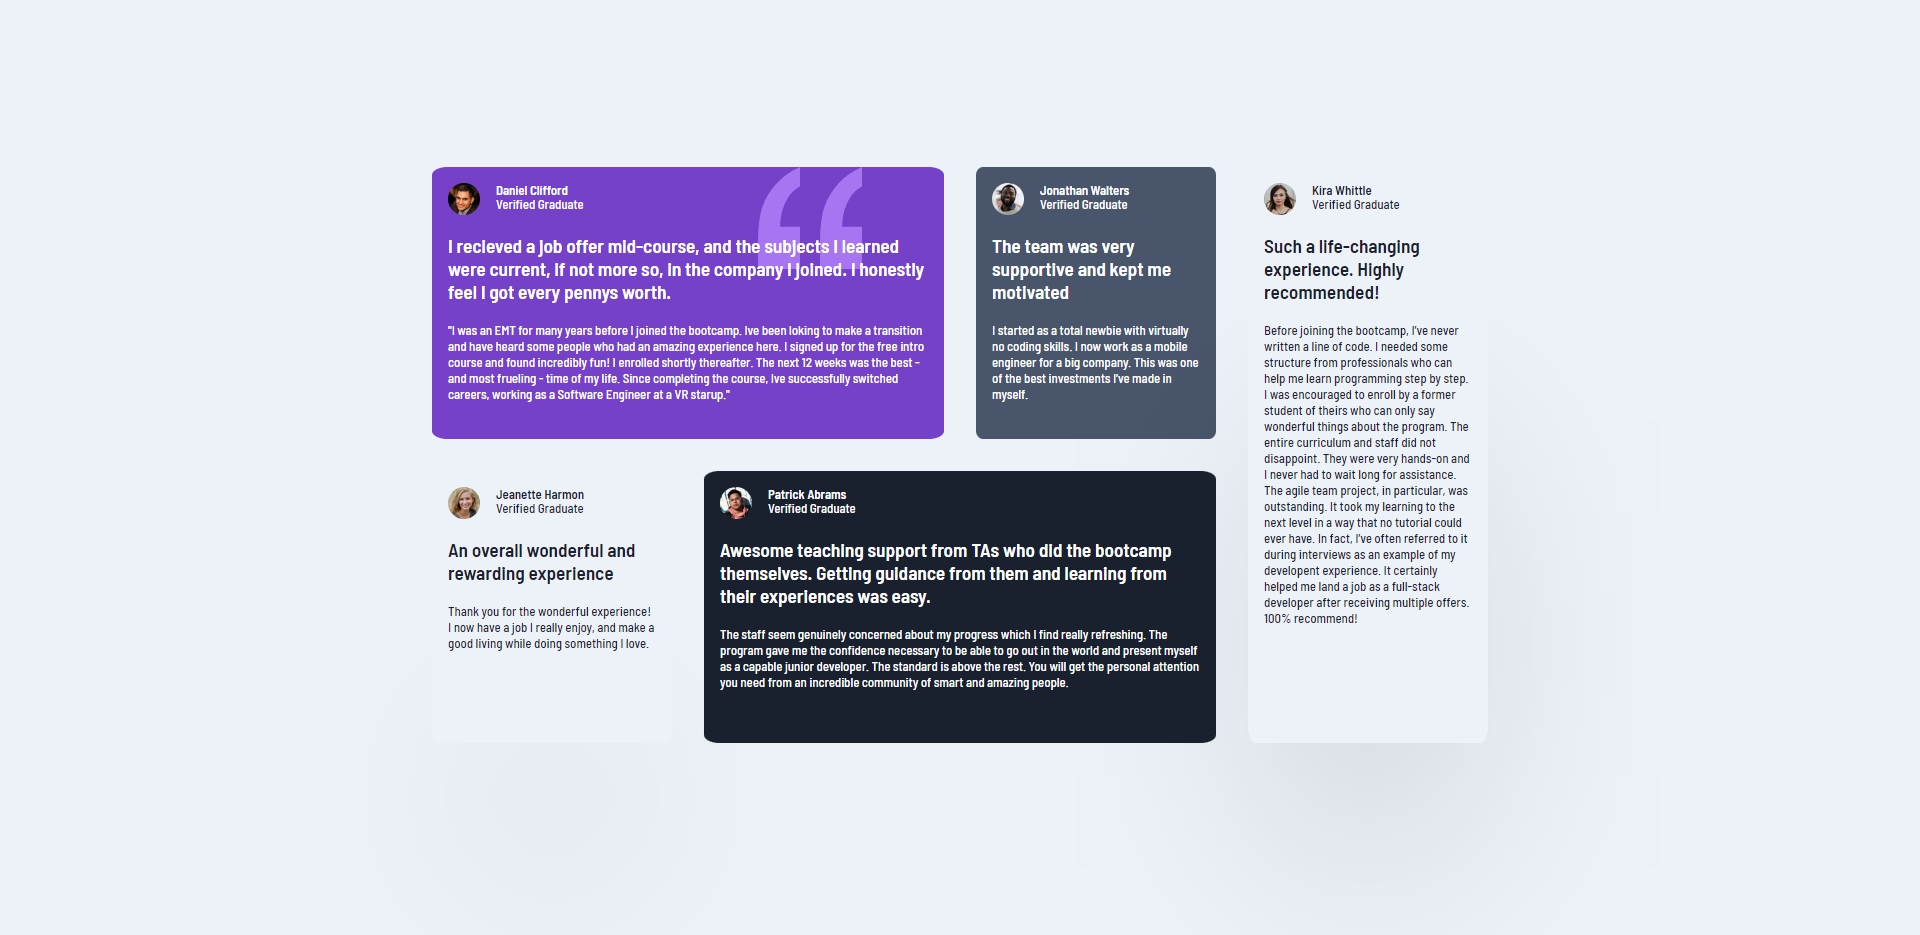 Daniel Clifford
Verified Graduate
I recieved a job offer mid-course, and the subjects I learned
were current, if not more so, in the company I joined. I honestly
feel I got every pennys worth.
"I was an EMT for many years before I joined the bootcamp. Ive been loking to make a transition
and have heard some people who had an amazing experience here. I signed up for the free intro
course and found incredibly fun! I enrolled shortly thereafter. The next 12 weeks was the best -
and most frueling - time of my life. Since completing the course, Ive successfully switched
careers, working as a Software Engineer at a VR starup."
Jonathan Walters
Verified Graduate
The team was very
supportive and kept me
motivated
I started as a total newbie with virtually
no coding skills. I now work as a mobile
engineer for a big company. This was one
of the best investments I've made in
myself.
Kira Whittle
Verified Graduate
Such a life-changing
experience. Highly
recommended!
Before joining the bootcamp, I've never
written a line of code. I needed some
structure from professionals who can
help me learn programming step by step.
I was encouraged to enroll by a former
student of theirs who can only say
wonderful things about the program. The
entire curriculum and staff did not
disappoint. They were very hands-on and
I never had to wait long for assistance.
The agile team project, in particular, was
outstanding. It took my learning to the
next level in a way that no tutorial could
ever have. In fact, I've often referred to it
during interviews as an example of my
developent experience. It certainly
helped me land a job as a full-stack
developer after receiving multiple offers.
100% recommend!
Jeanette Harmon
Verified Graduate
An overall wonderful and
rewarding experience
Thank you for the wonderful experience!
I now have a job I really enjoy, and make a
good living while doing something I love.
Patrick Abrams
Verified Graduate
Awesome teaching support from TAs who did the bootcamp
themselves. Getting guidance from them and learning from
their experiences was easy.
The staff seem genuinely concerned about my progress which I find really refreshing. The
program gave me the confidence necessary to be able to go out in the world and present myself
as a capable junior developer. The standard is above the rest. You will get the personal attention
you need from an incredible community of smart and amazing people.